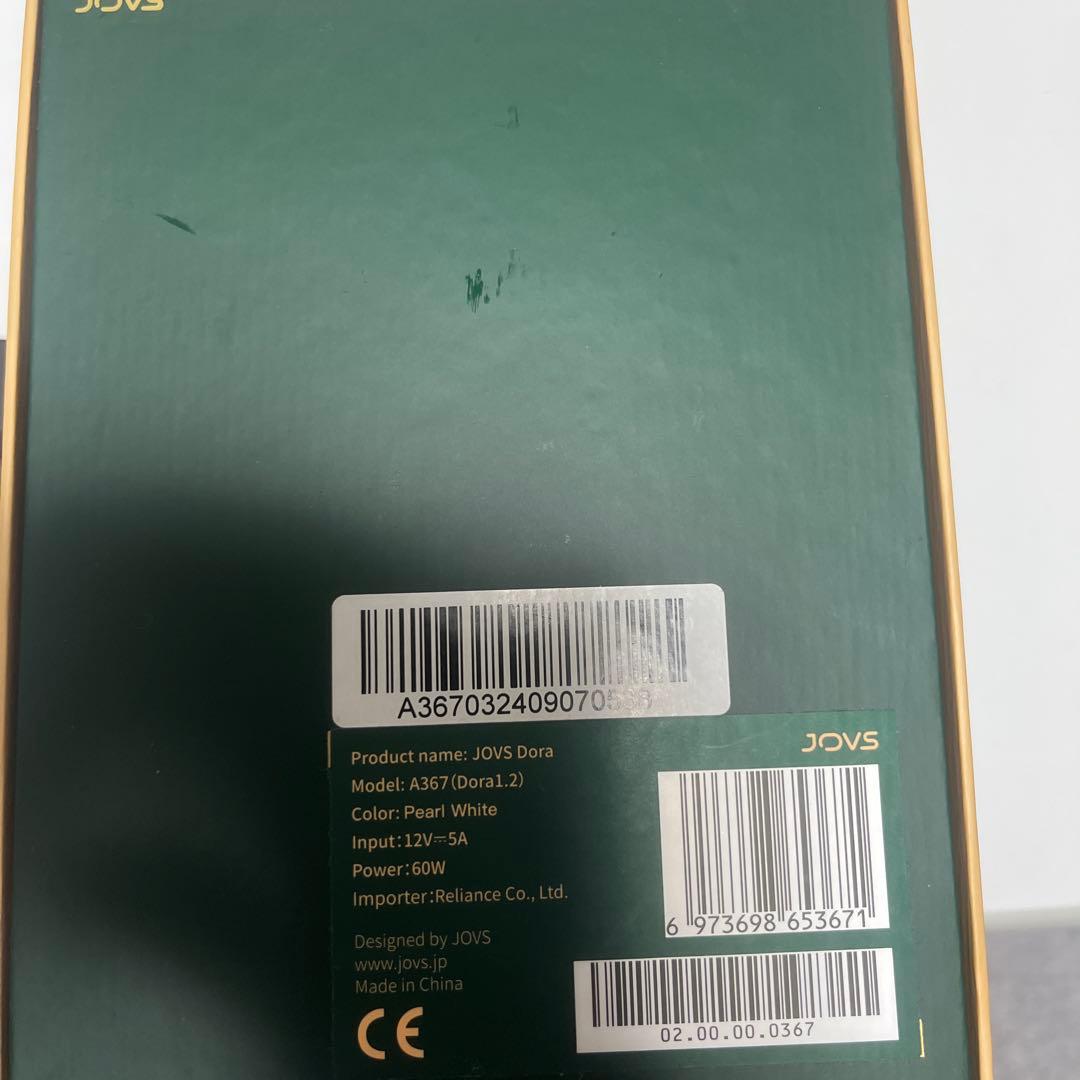 JOVS
Product name: JOVS Dora
Model: A367(Dora1.2)
Color: Pearl White
Input:12V⎓5A
Power:60W
Importer:Reliance Co., Ltd.
Designed by JOVS
www.jovs.jp
Made in China
CE
JOVS
6 973698 653671
02.00.00.0367